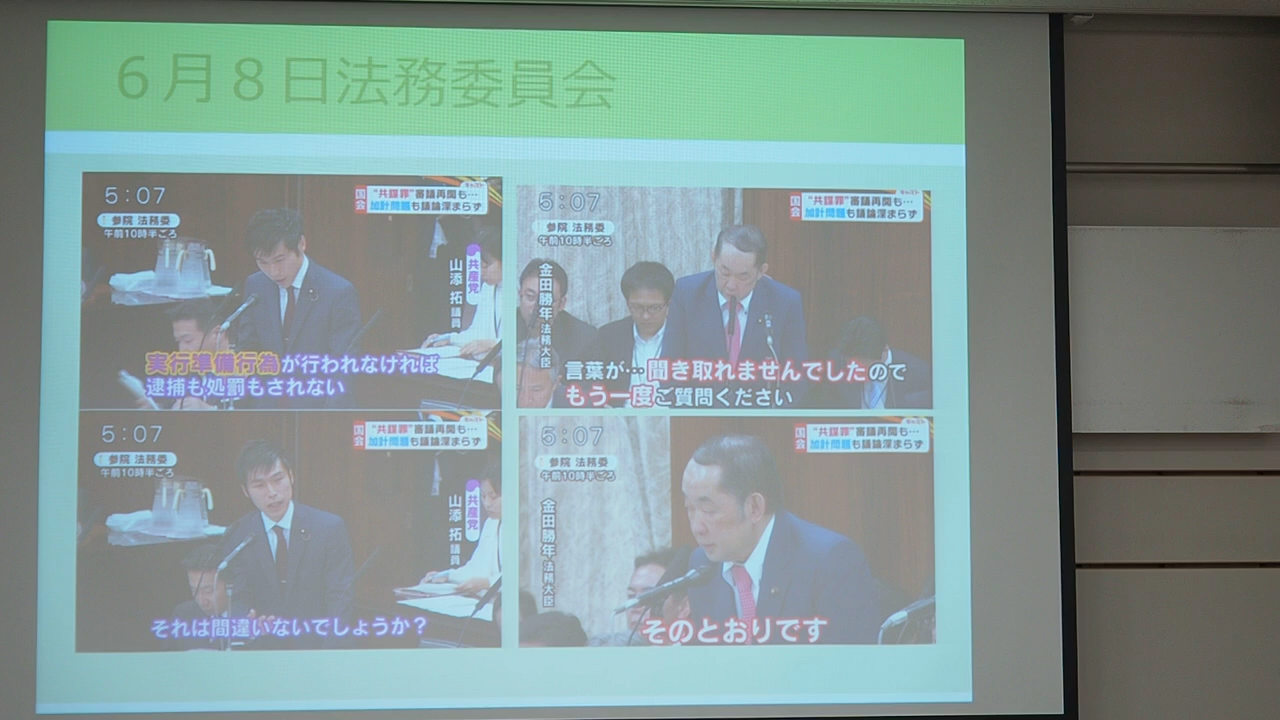 6月8日法務委員会
5:07
参院 法務委
午前10時半ごろ
国会
キャスト
"共謀罪"審議再開も…
加計問題も議論深まらず
共産党
山添 拓 議員
実行準備行為が行われなければ
逮捕も処罰もされない
5:07
参院 法務委
午前10時半ごろ
国会
"共謀罪"審議再開も…
加計問題も議論深まらず
金田勝年 法務大臣
言葉が…聞き取れませんでしたので
もう一度ご質問ください
5:07
参院 法務委
午前10時半ごろ
国会
"共謀罪"審議再開も…
加計問題も議論深まらず
共産党
山添 拓 議員
それは間違いないでしょうか?
5:07
参院 法務委
午前10時半ごろ
国会
"共謀罪"審議再開も…
加計問題も議論深まらず
金田勝年 法務大臣
そのとおりです